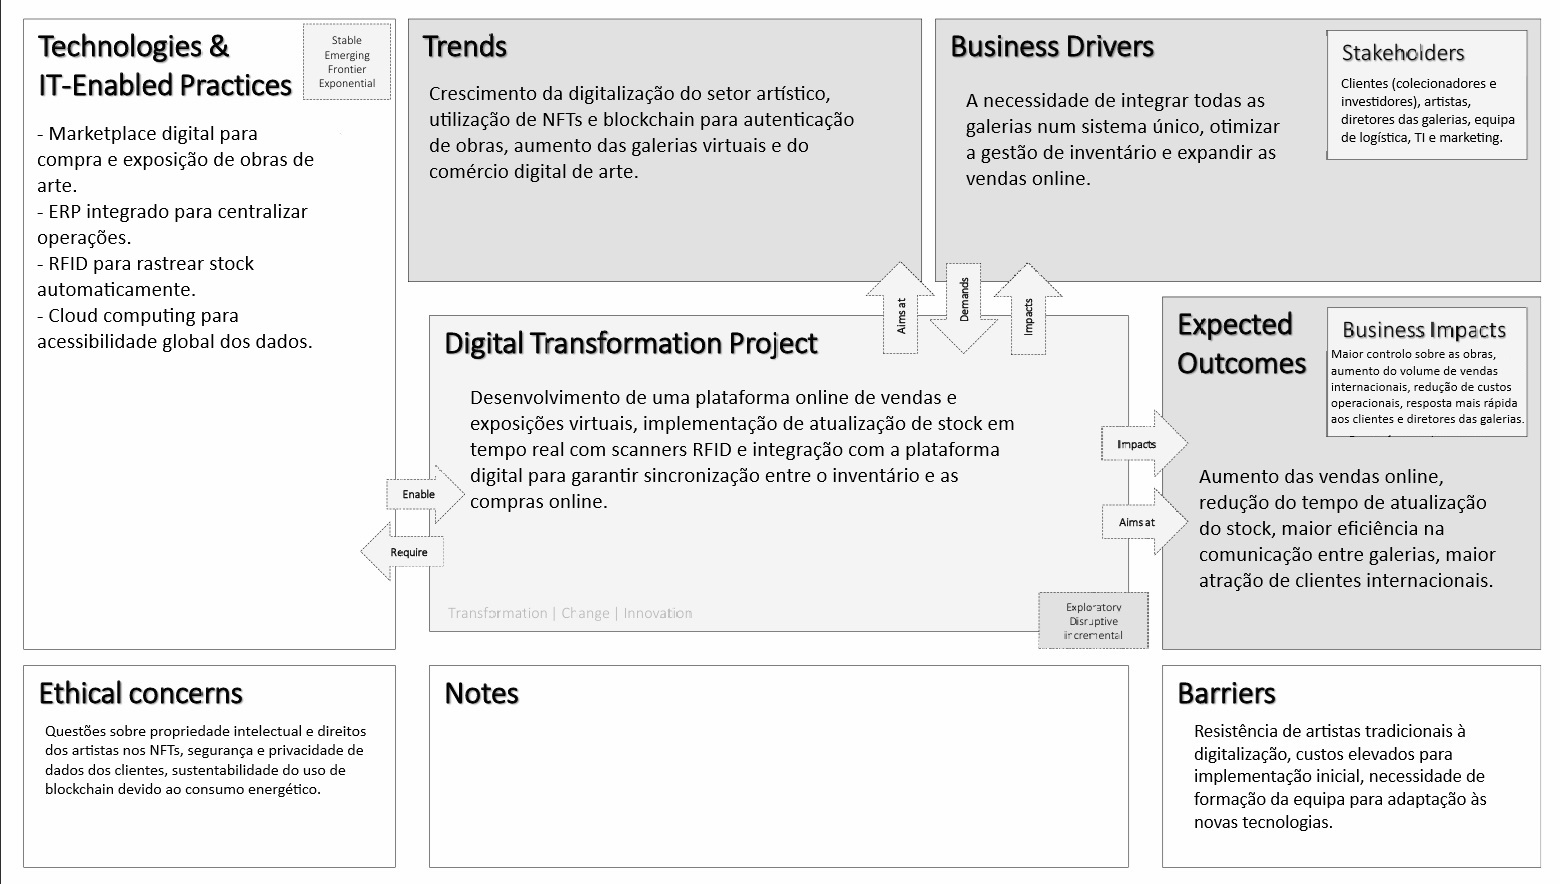 Technologies &
IT-Enabled Practices
Stable
Emerging
Frontier
Exponential
- Marketplace digital para
compra e exposição de obras de
arte.
- ERP integrado para centralizar
operações.
- RFID para rastrear stock
automaticamente.
- Cloud computing para
acessibilidade global dos dados.
Trends
Crescimento da digitalização do setor artístico,
utilização de NFTs e blockchain para autenticação
de obras, aumento das galerias virtuais e do
comércio digital de arte.
Business Drivers
A necessidade de integrar todas as
galerias num sistema único, otimizar
a gestão de inventário e expandir as
vendas online.
Stakeholders
Clientes (colecionadores e
investidores), artistas,
diretores das galerias, equipa
de logística, TI e marketing.
Aims at
Demands
Impacts
Digital Transformation Project
Desenvolvimento de uma plataforma online de vendas e
exposições virtuais, implementação de atualização de stock em
tempo real com scanners RFID e integração com a plataforma
digital para garantir sincronização entre o inventário e as
compras online.
Enable
Require
Transformation | Change | Innovation
Exploratory
Disruptive
incremental
Impacts
Aims at
Expected
Outcomes
Business Impacts
Maior controlo sobre as obras,
aumento do volume de vendas
internacionais, redução de custos
operacionais, resposta mais rápida
aos clientes e diretores das galerias.
Aumento das vendas online,
redução do tempo de atualização
do stock, maior eficiência na
comunicação entre galerias, maior
atração de clientes internacionais.
Ethical concerns
Questões sobre propriedade intelectual e direitos
dos artistas nos NFTs, segurança e privacidade de
dados dos clientes, sustentabilidade do uso de
blockchain devido ao consumo energético.
Notes
Barriers
Resistência de artistas tradicionais à
digitalização, custos elevados para
implementação inicial, necessidade de
formação da equipa para adaptação às
novas tecnologias.